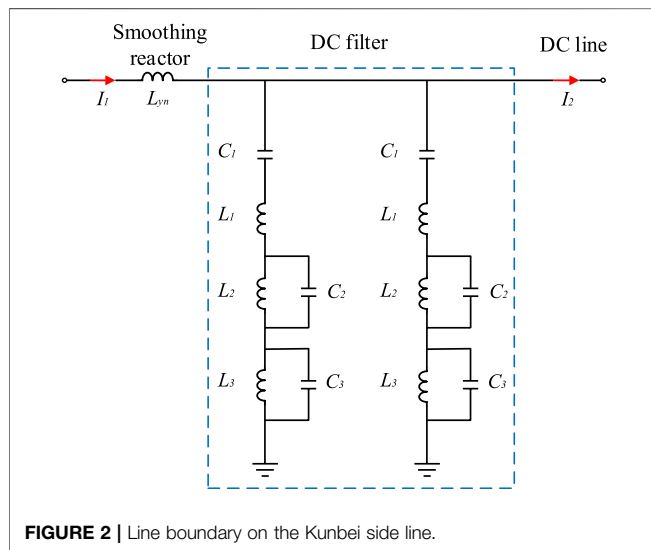 Smoothing reactor
DC filter
DC line
I1
Lyn
I2
C1
C1
L1
L1
L2
C2
L2
C2
L3
C3
L3
C3
FIGURE 2 | Line boundary on the Kunbei side line.